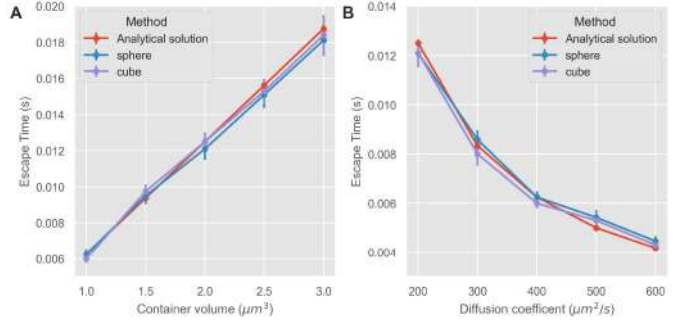 A
Method
Analytical solution
sphere
cube
0.020
0.018
0.016
0.014
0.012
0.010
0.008
0.006
Escape Time (s)
1.0 1.5 2.0 2.5 3.0
Container volume (μm³)
B
Method
Analytical solution
sphere
cube
0.014
0.012
0.010
0.008
0.006
0.004
Escape Time (s)
200 300 400 500 600
Diffusion coefficent (μm²/s)